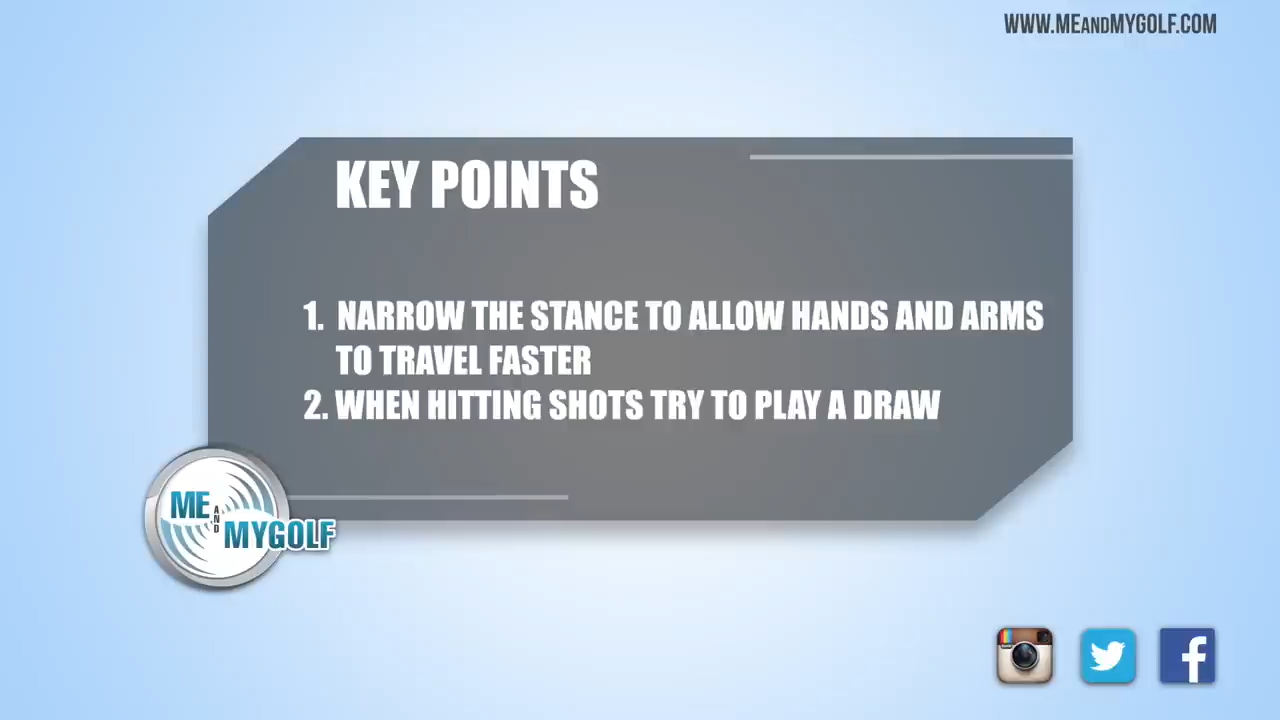 WWW.MEANDMYGOLF.COM
KEY POINTS
1. NARROW THE STANCE TO ALLOW HANDS AND ARMS
TO TRAVEL FASTER
2. WHEN HITTING SHOTS TRY TO PLAY A DRAW
ME
AND
MYGOLF